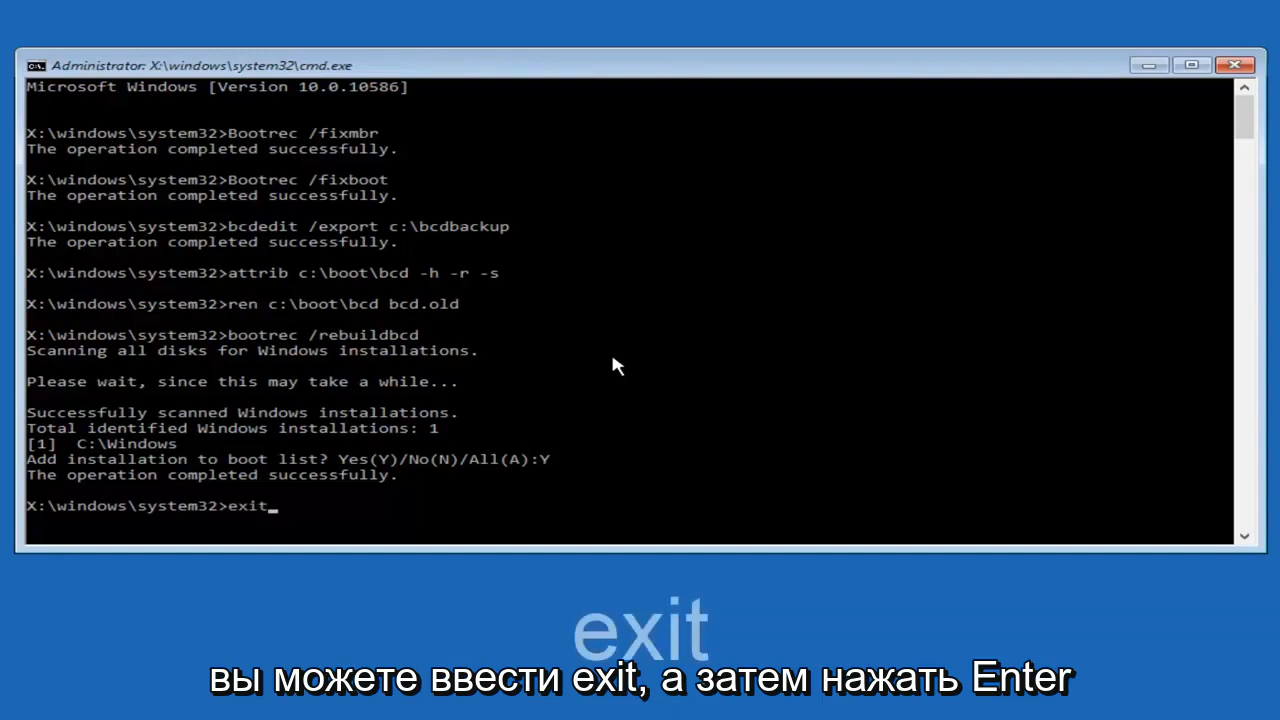 Administrator: X:\windows\system32\cmd.exe
Microsoft Windows [Version 10.0.10586]
X:\windows\system32>Bootrec /fixmbr
The operation completed successfully.
X:\windows\system32>Bootrec /fixboot
The operation completed successfully.
X:\windows\system32>bcdedit /export c:\bcdbackup
The operation completed successfully.
X:\windows\system32>attrib c:\boot\bcd -h -r -s
X:\windows\system32>ren c:\boot\bcd bcd.old
X:\windows\system32>bootrec /rebuildbcd
Scanning all disks for Windows installations.
Please wait, since this may take a while...
Successfully scanned Windows installations.
Total identified Windows installations: 1
[1]  C:\Windows
Add installation to boot list? Yes(Y)/No(N)/All(A):Y
The operation completed successfully.
X:\windows\system32>exit_
exit
вы можете ввести exit, а затем нажать Enter